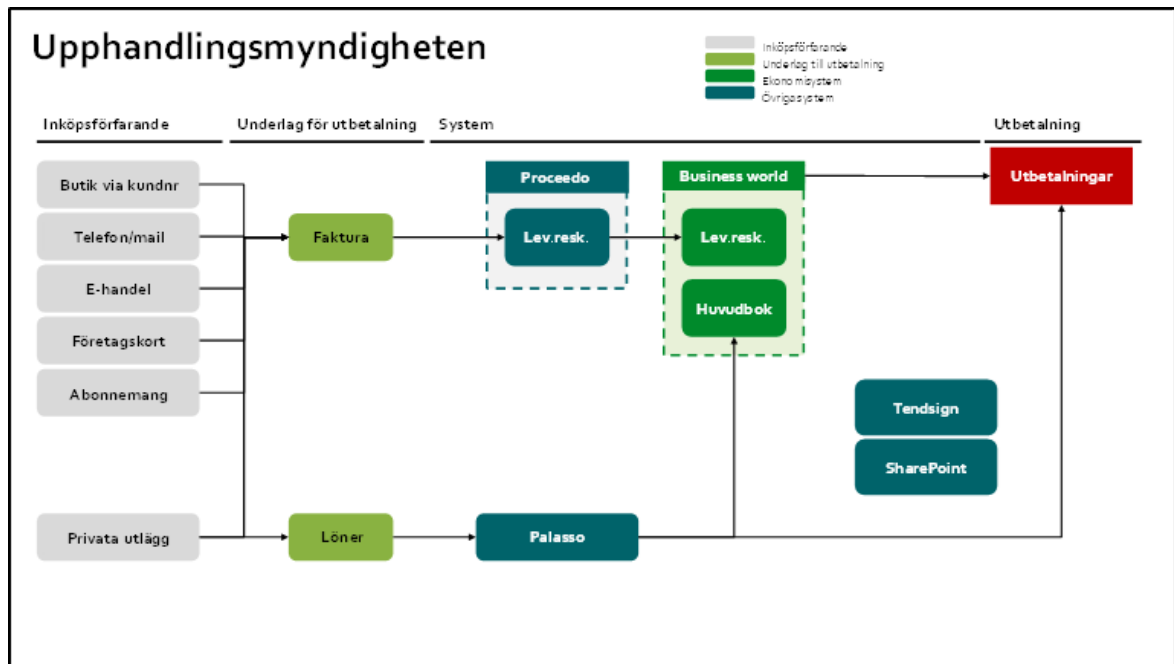 Upphandlingsmyndigheten
Inköpsförfarande
Underlag till utbetalning
Ekonomisystem
Övriga system
Inköpsförfarande
Underlag för utbetalning
System
Utbetalning
Butik via kundnr
Telefon/mail
E-handel
Företagskort
Abonnemang
Privata utlägg
Faktura
Löner
Proceedo
Lev.resk.
Palasso
Business world
Lev.resk.
Huvudbok
Tendsign
SharePoint
Utbetalningar